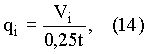 qᵢ = Vᵢ / 0,25t, (14)